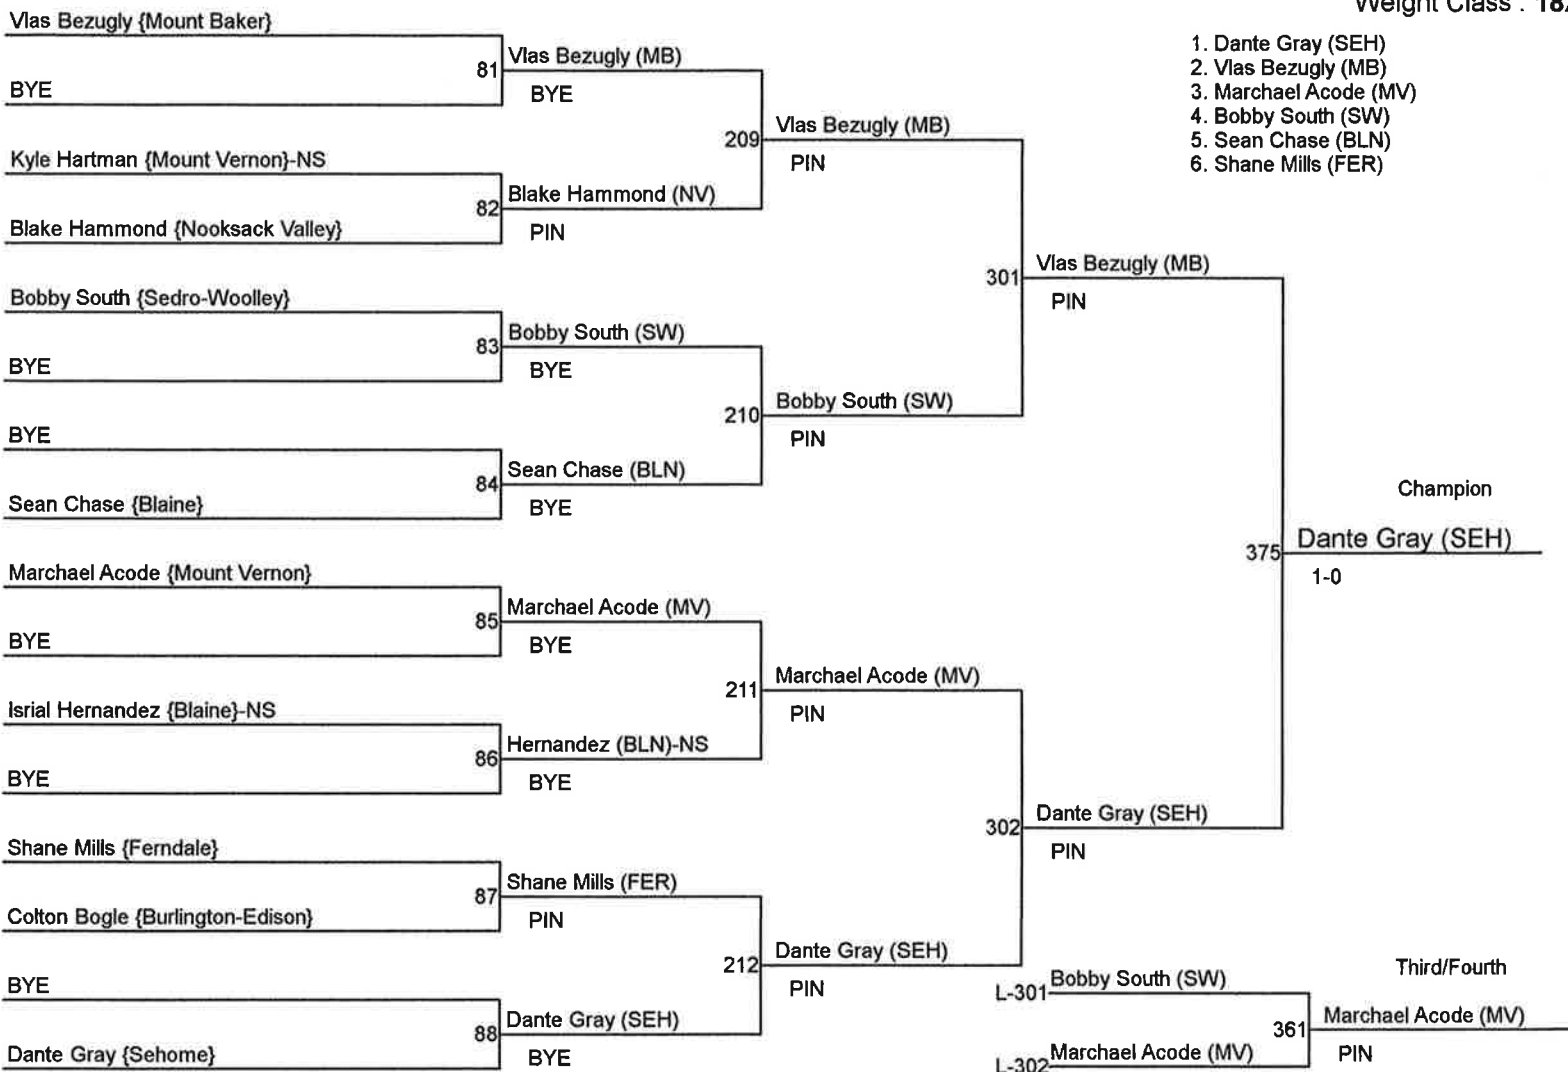 Weight Class : 182
1. Dante Gray (SEH)
2. Vlas Bezugly (MB)
3. Marchael Acode (MV)
4. Bobby South (SW)
5. Sean Chase (BLN)
6. Shane Mills (FER)
Vlas Bezugly {Mount Baker}
BYE
Kyle Hartman {Mount Vernon}-NS
Blake Hammond {Nooksack Valley}
Bobby South {Sedro-Woolley}
BYE
BYE
Sean Chase {Blaine}
Marchael Acode {Mount Vernon}
BYE
Isrial Hernandez {Blaine}-NS
BYE
Shane Mills {Ferndale}
Colton Bogle {Burlington-Edison}
BYE
Dante Gray {Sehome}
81 Vlas Bezugly (MB)
BYE
82 Blake Hammond (NV)
PIN
83 Bobby South (SW)
BYE
84 Sean Chase (BLN)
BYE
85 Marchael Acode (MV)
BYE
86 Hernandez (BLN)-NS
BYE
87 Shane Mills (FER)
PIN
88 Dante Gray (SEH)
BYE
209 Vlas Bezugly (MB)
PIN
210 Bobby South (SW)
PIN
211 Marchael Acode (MV)
PIN
212 Dante Gray (SEH)
PIN
301 Vlas Bezugly (MB)
PIN
302 Dante Gray (SEH)
PIN
Champion
375 Dante Gray (SEH)
1-0
Third/Fourth
L-301 Bobby South (SW)
L-302 Marchael Acode (MV)
361 Marchael Acode (MV)
PIN